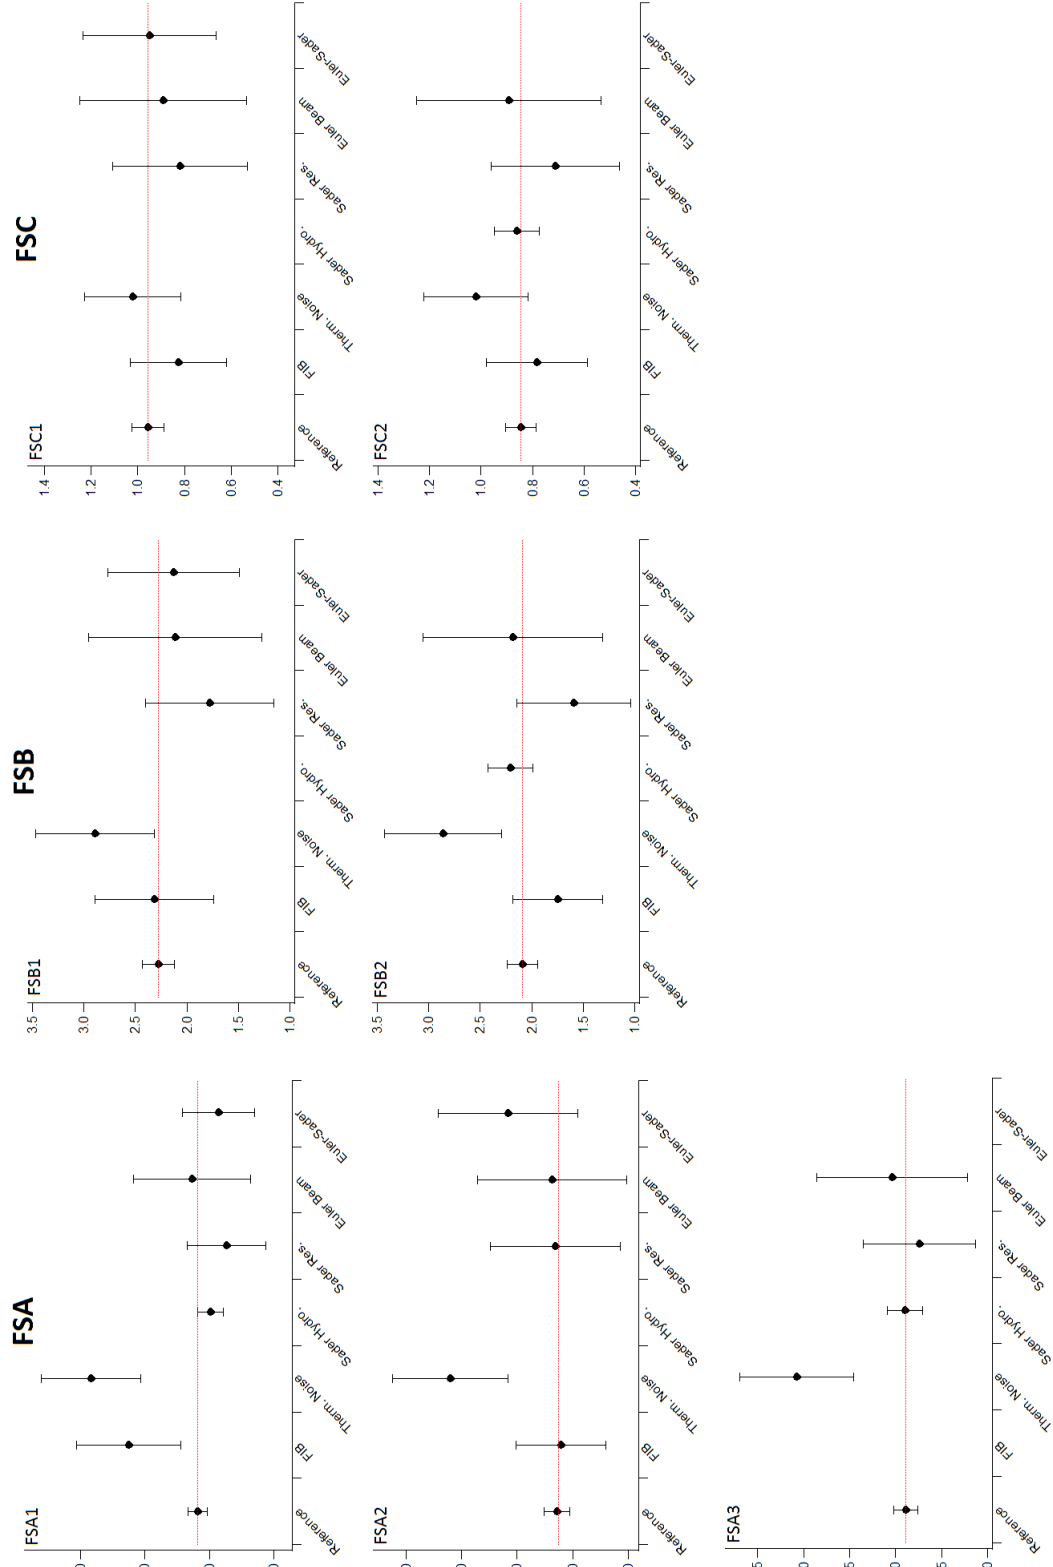 FSA
FSB
FSC
FSA1
Reference
FIB
Therm. Noise
Sader Hydro.
Sader Res.
Euler Beam
Euler-Sader
FSB1
3.5
3.0
2.5
2.0
1.5
1.0
Reference
FIB
Therm. Noise
Sader Hydro.
Sader Res.
Euler Beam
Euler-Sader
FSC1
1.4
1.2
1.0
0.8
0.6
0.4
Reference
FIB
Therm. Noise
Sader Hydro.
Sader Res.
Euler Beam
Euler-Sader
FSA2
Reference
FIB
Therm. Noise
Sader Hydro.
Sader Res.
Euler Beam
Euler-Sader
FSB2
3.5
3.0
2.5
2.0
1.5
1.0
Reference
FIB
Therm. Noise
Sader Hydro.
Sader Res.
Euler Beam
Euler-Sader
FSC2
1.4
1.2
1.0
0.8
0.6
0.4
Reference
FIB
Therm. Noise
Sader Hydro.
Sader Res.
Euler Beam
Euler-Sader
FSA3
Reference
FIB
Therm. Noise
Sader Hydro.
Sader Res.
Euler Beam
Euler-Sader